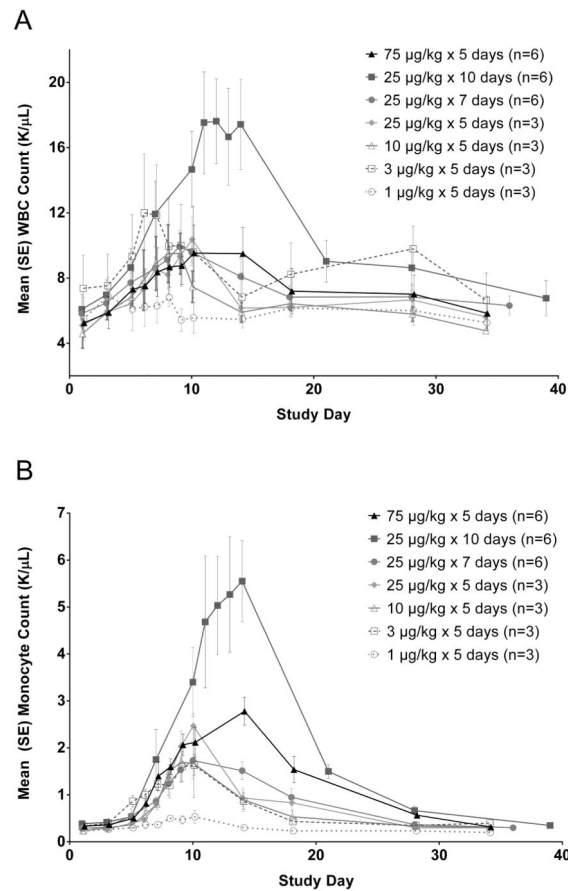 A
Mean (SE) WBC Count (K/µL)
20
16
12
8
4
0
10
20
30
40
Study Day
75 µg/kg x 5 days (n=6)
25 µg/kg x 10 days (n=6)
25 µg/kg x 7 days (n=6)
25 µg/kg x 5 days (n=3)
10 µg/kg x 5 days (n=3)
3 µg/kg x 5 days (n=3)
1 µg/kg x 5 days (n=3)
B
Mean (SE) Monocyte Count (K/µL)
7
6
5
4
3
2
1
0
0
10
20
30
40
Study Day
75 µg/kg x 5 days (n=6)
25 µg/kg x 10 days (n=6)
25 µg/kg x 7 days (n=6)
25 µg/kg x 5 days (n=3)
10 µg/kg x 5 days (n=3)
3 µg/kg x 5 days (n=3)
1 µg/kg x 5 days (n=3)